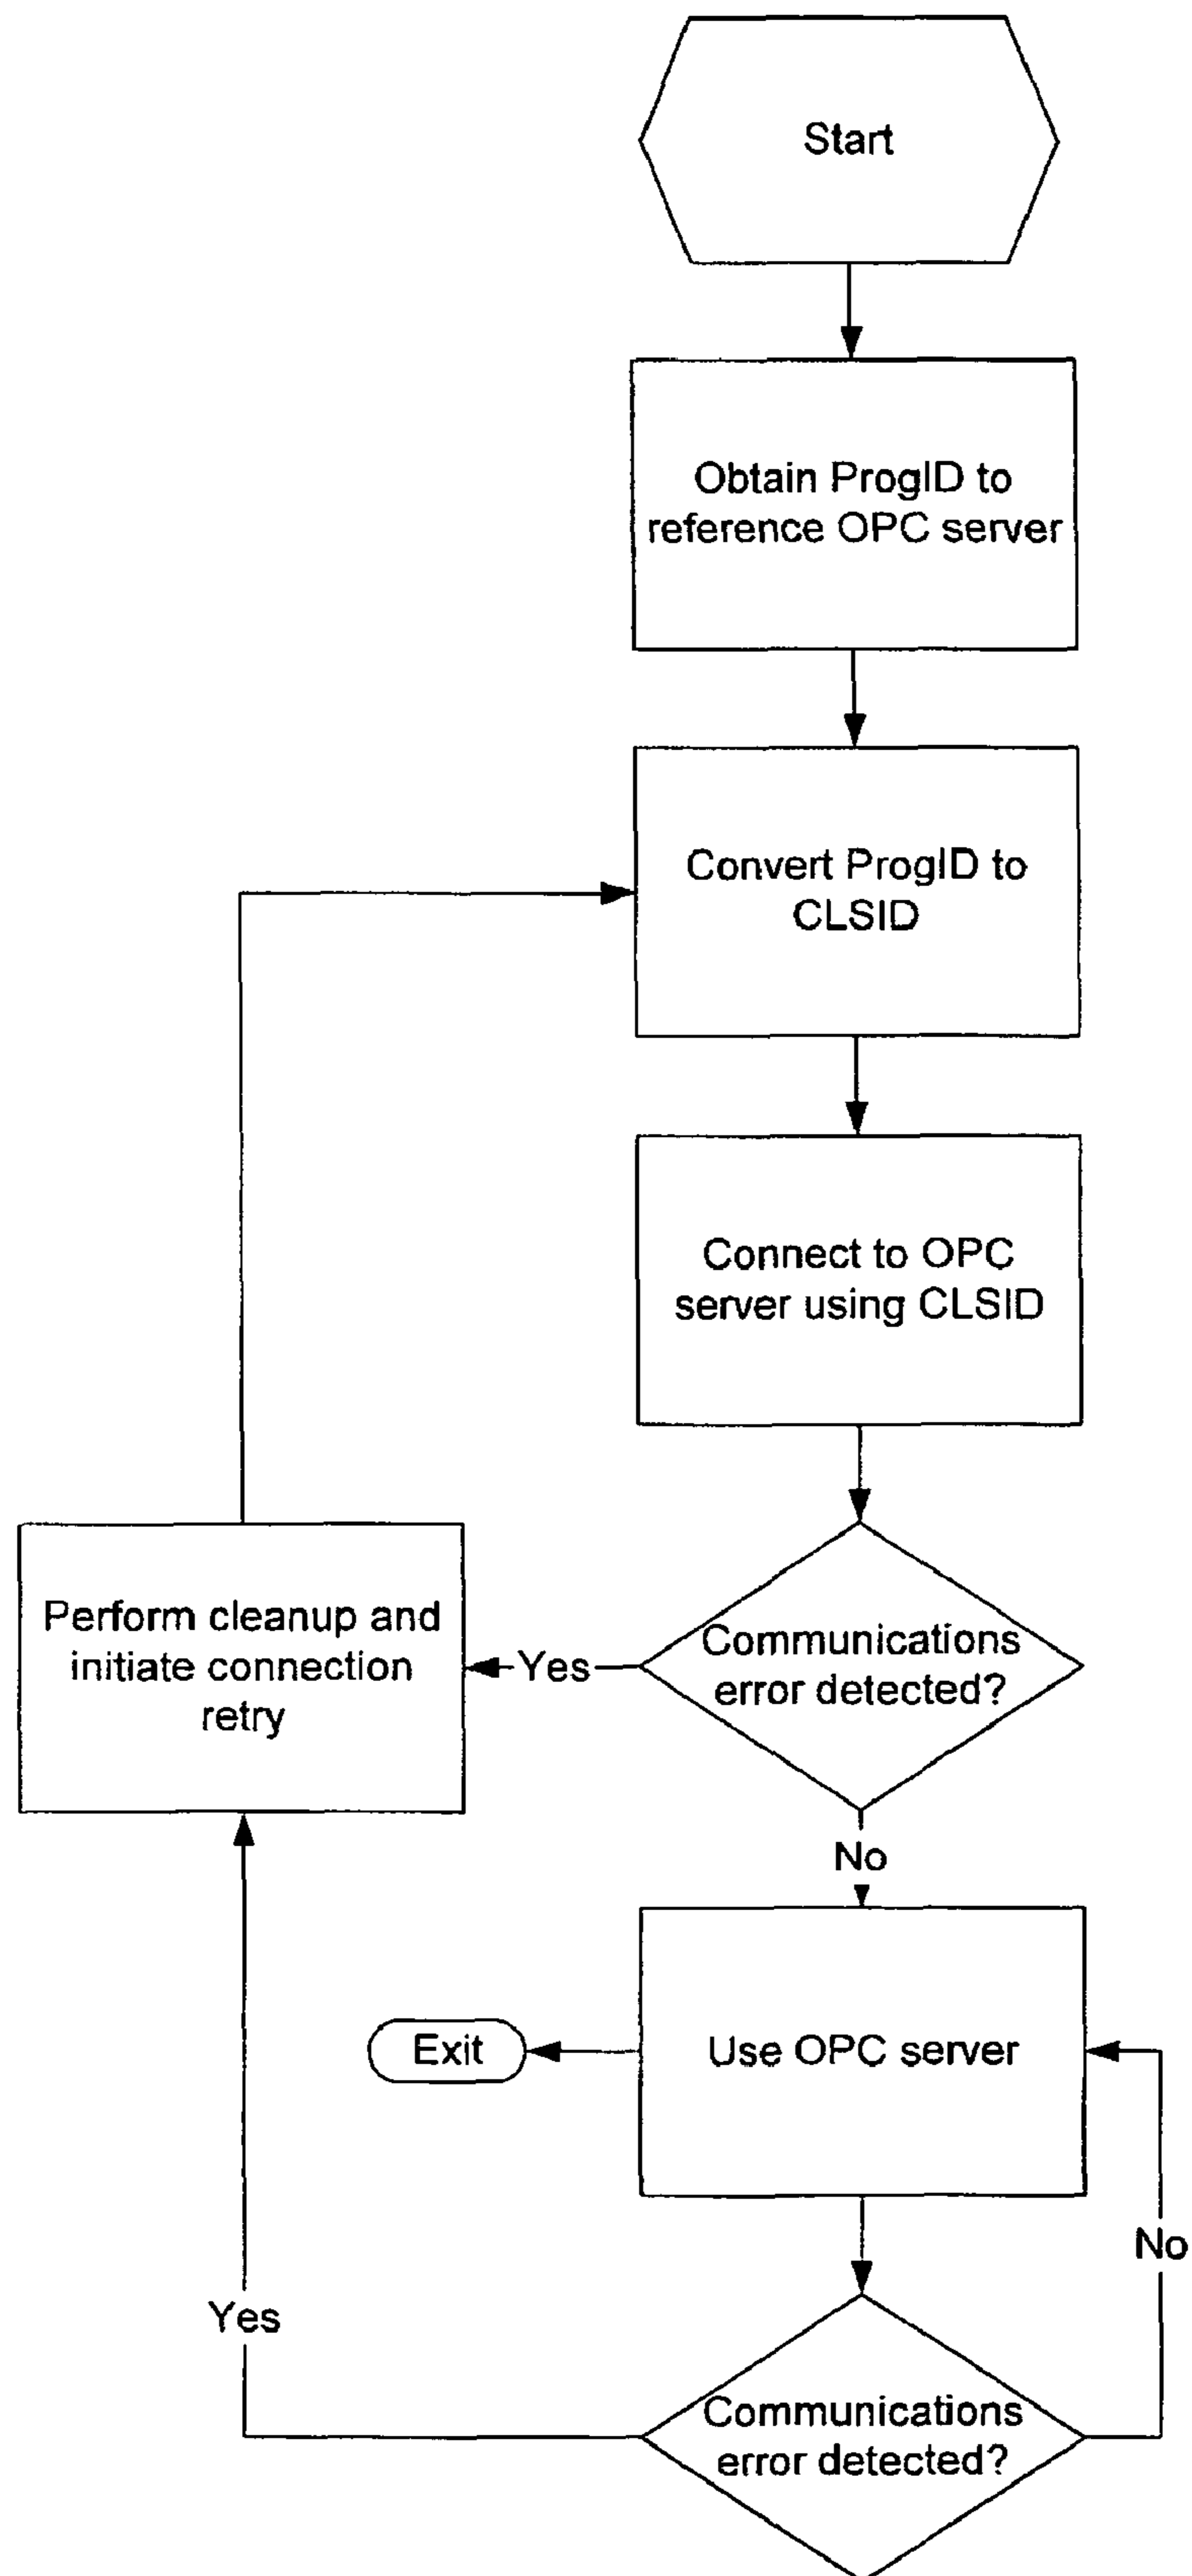 Start
Obtain ProgID to
reference OPC server
Convert ProgID to
CLSID
Connect to OPC
server using CLSID
Perform cleanup and
initiate connection
retry
Yes
Communications
error detected?
No
Exit
Use OPC server
No
Yes
Communications
error detected?